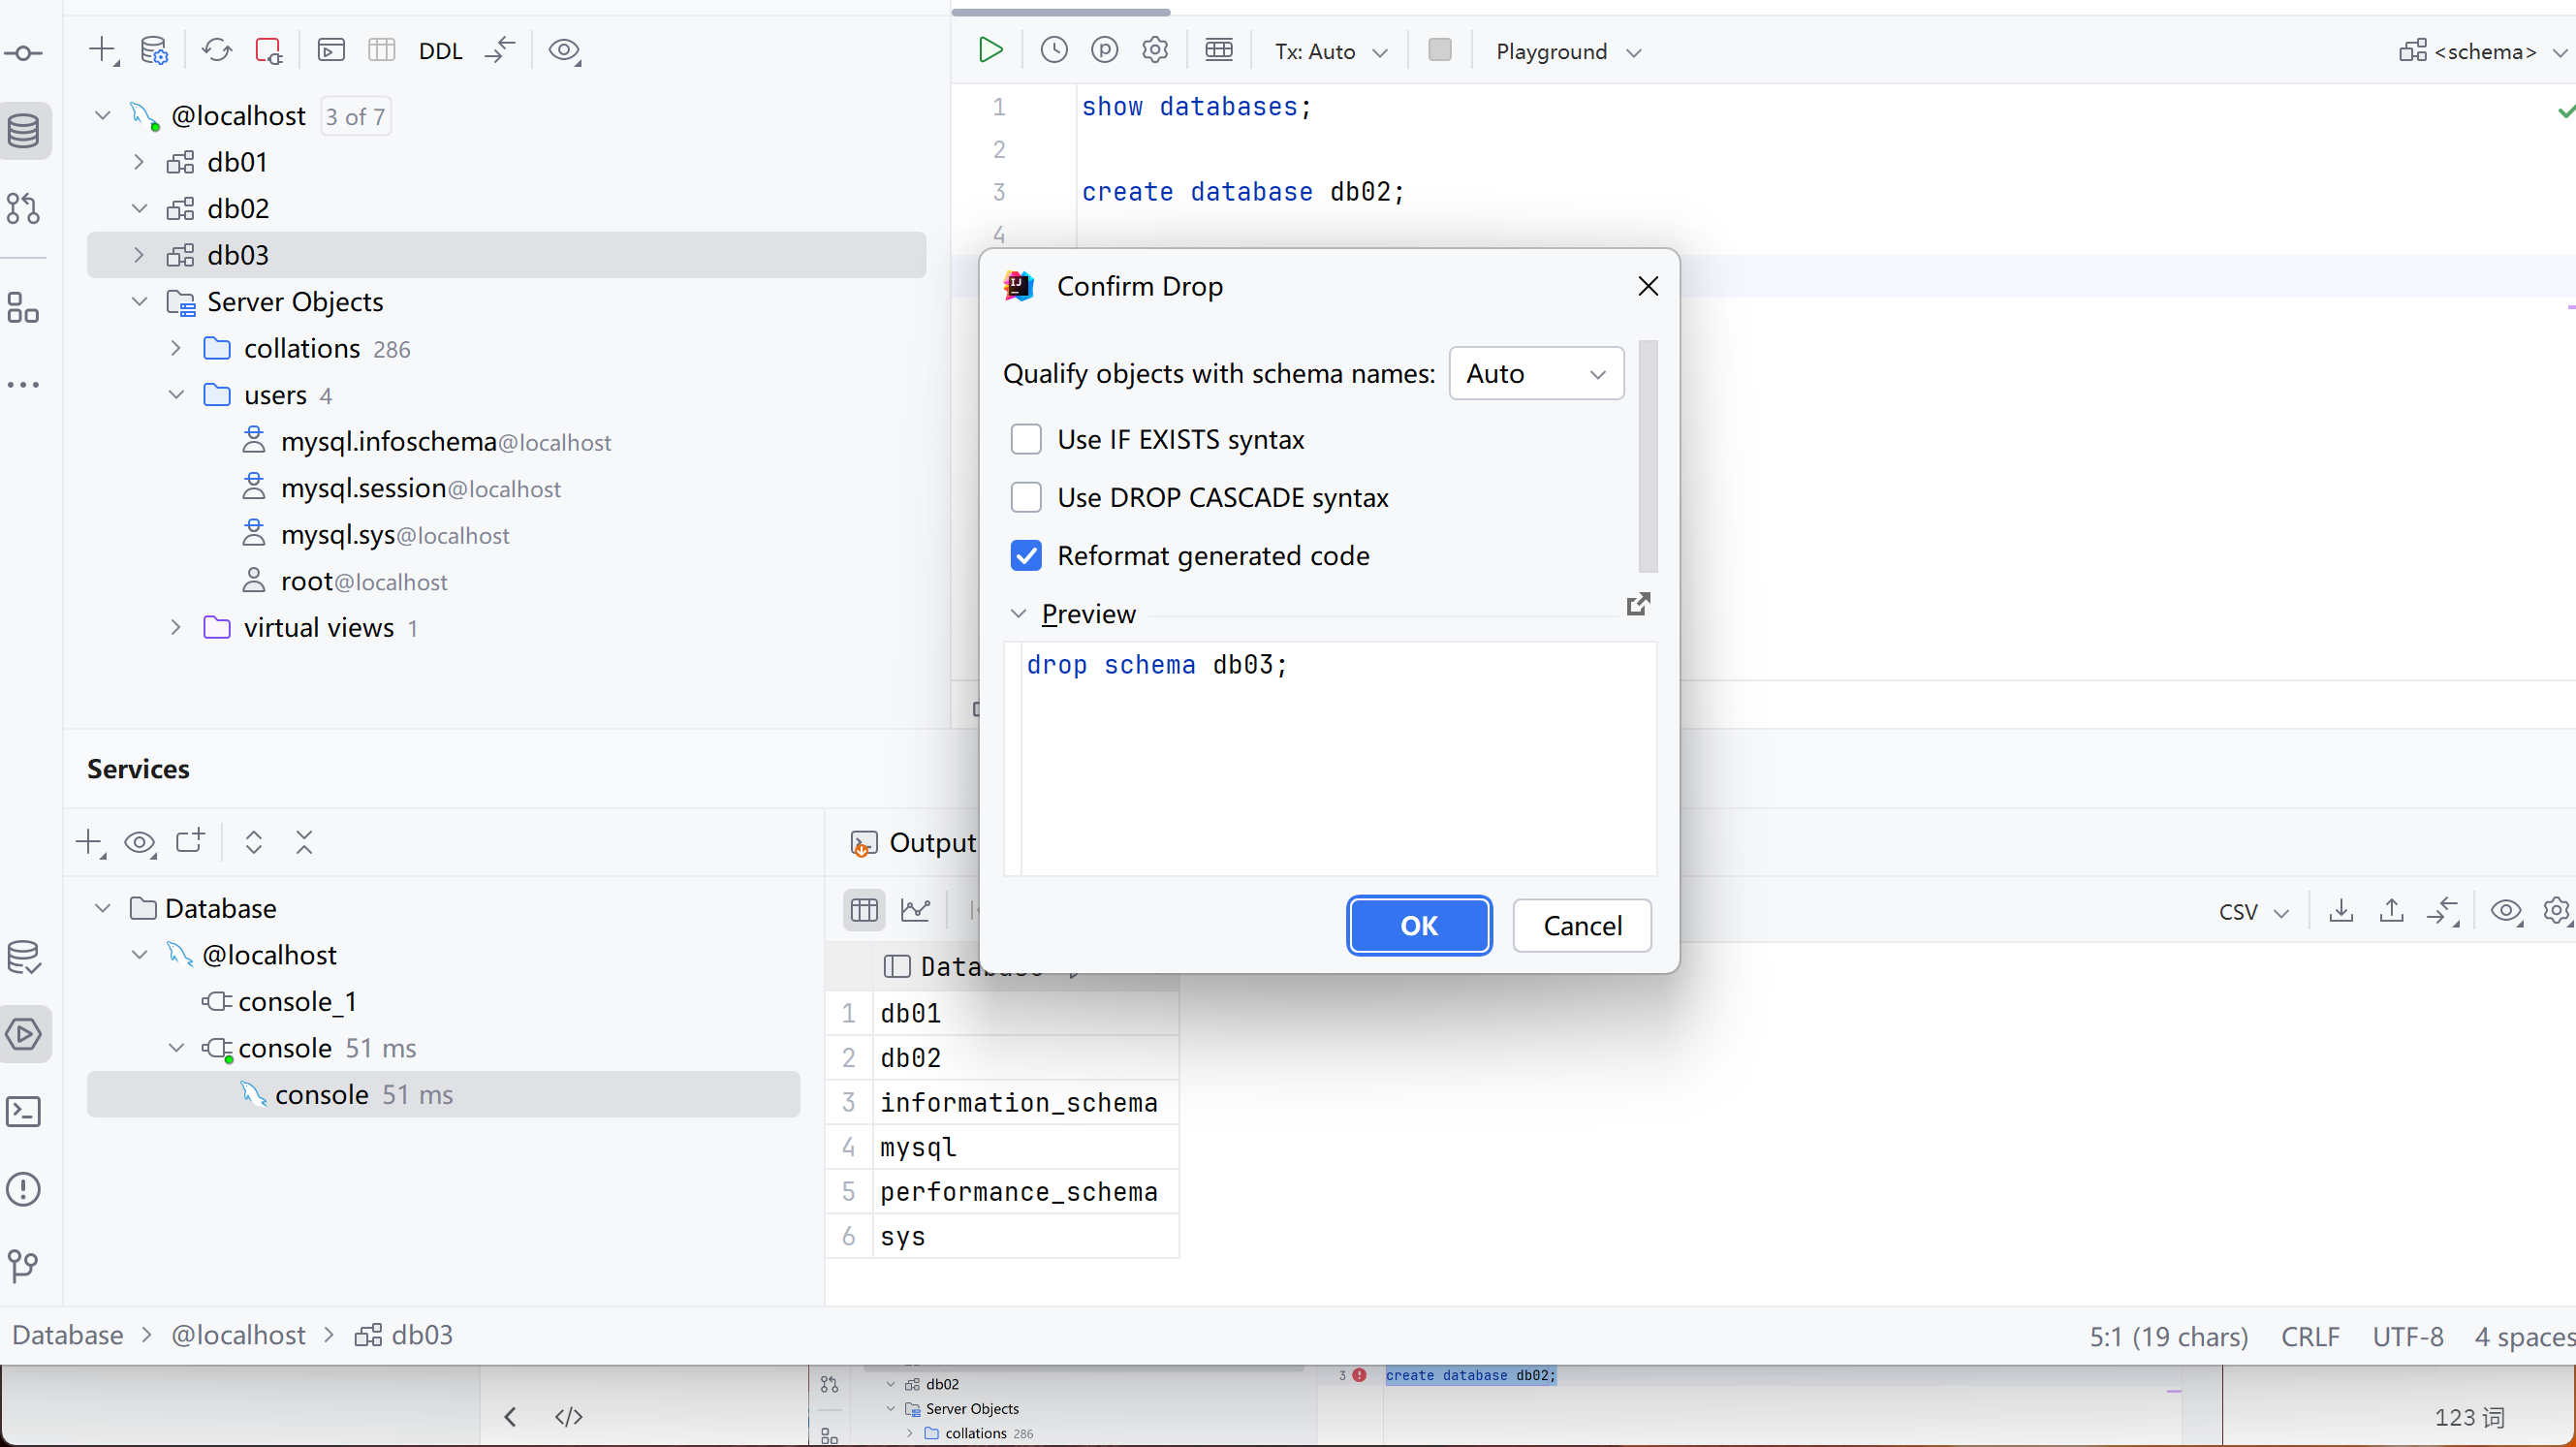 DDL
Tx: Auto
Playground
<schema>
@localhost 3 of 7
db01
db02
db03
Server Objects
collations 286
users 4
mysql.infoschema@localhost
mysql.session@localhost
mysql.sys@localhost
root@localhost
virtual views 1
1 show databases;
2
3 create database db02;
4
Confirm Drop
Qualify objects with schema names: Auto
Use IF EXISTS syntax
Use DROP CASCADE syntax
Reformat generated code
Preview
drop schema db03;
OK
Cancel
Services
Database
@localhost
console_1
console 51 ms
console 51 ms
Output
CSV
1 db01
2 db02
3 information_schema
4 mysql
5 performance_schema
6 sys
Database > @localhost > db03
5:1 (19 chars) CRLF UTF-8 4 spaces
db02
Server Objects
collations 286
3 create database db02;
123 词